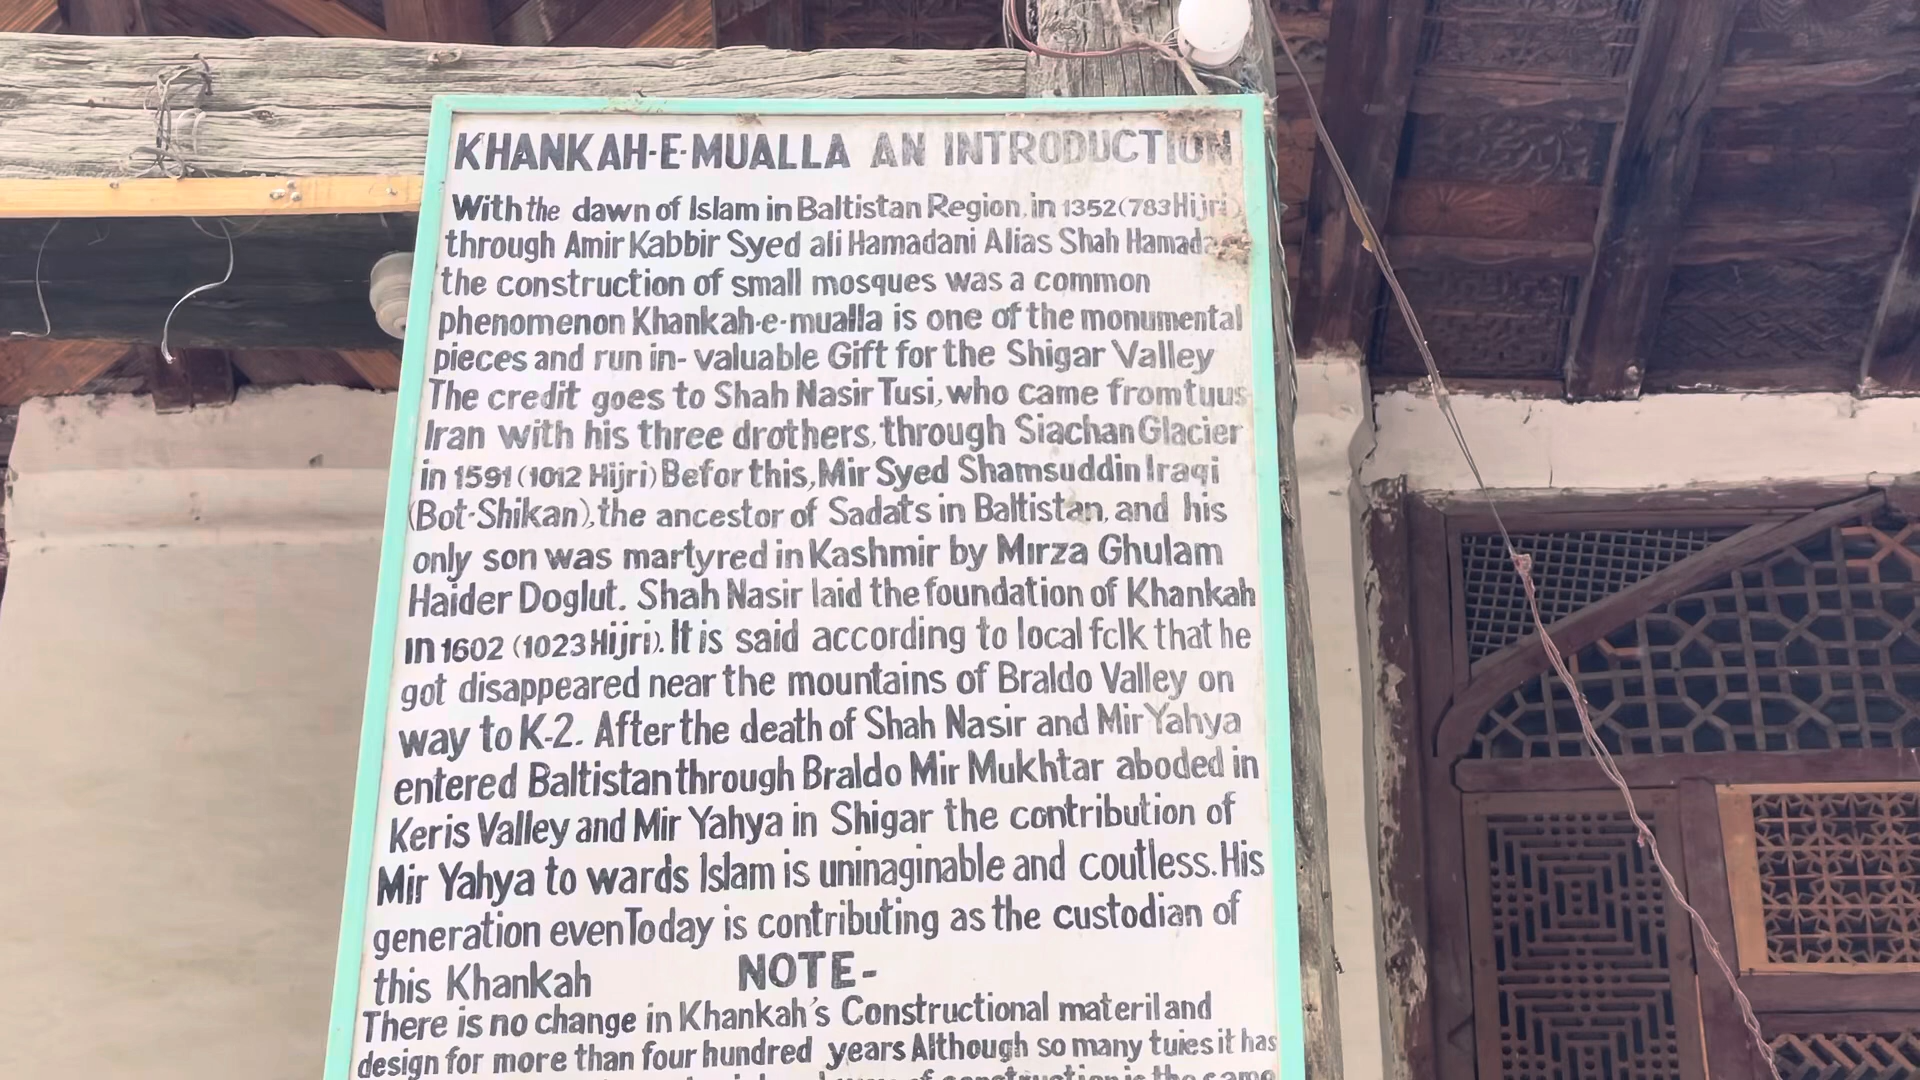 KHANKAH-E-MUALLA AN INTRODUCTION
With the dawn of Islam in Baltistan Region, in 1352 (783 Hijri)
through Amir Kabbir Syed ali Hamadani Alias Shah
the construction of small mosques was a common
phenomenon Khankah-e-mualla is one of the monumental
pieces and run in-valuable Gift for the Shigar Valley
The credit goes to Shah Nasir Tusi, who came from tuus
Iran with his three drothers, through Siachan Glacier
in 1591 (1012 Hijri) Befor this, Mir Syed Shamsuddin Iraqi
(Bot-Shikan), the ancestor of Sadats in Baltistan, and his
only son was martyred in Kashmir by Mirza Ghulam
Haider Doglut. Shah Nasir laid the foundation of Khankah
in 1602 (1023 Hijri). It is said according to local fclk that he
got disappeared near the mountains of Braldo Valley on
way to K-2. After the death of Shah Nasir and Mir Yahya
entered Baltistan through Braldo Mir Mukhtar aboded in
Keris Valley and Mir Yahya in Shigar the contribution of
Mir Yahya to wards Islam is uninaginable and coutless. His
generation even Today is contributing as the custodian of
this Khankah NOTE-
There is no change in Khankah's Constructional materil and
design for more than four hundred years Although so many tuies it has
of construction is the same